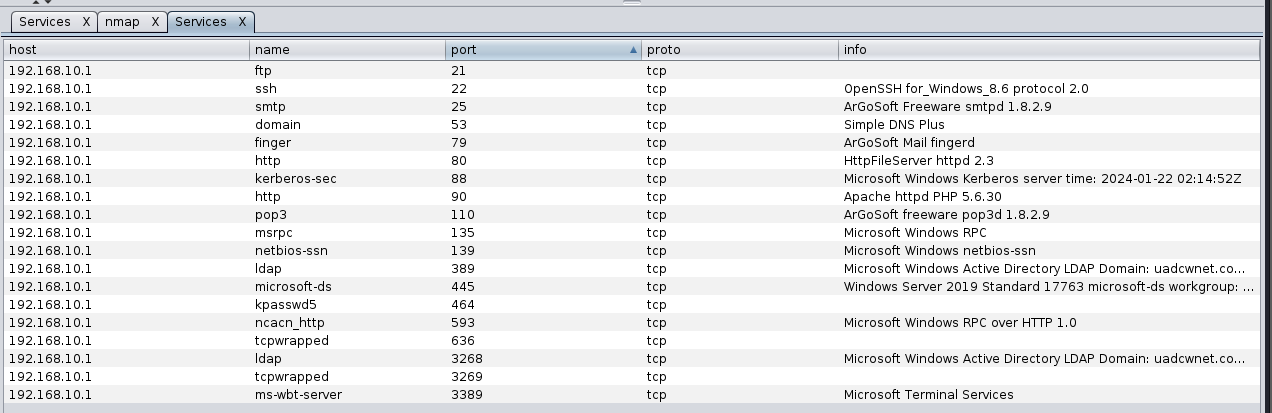 Services X nmap X Services X
host name port proto info
192.168.10.1 ftp 21 tcp
192.168.10.1 ssh 22 tcp OpenSSH for_Windows_8.6 protocol 2.0
192.168.10.1 smtp 25 tcp ArGoSoft Freeware smtpd 1.8.2.9
192.168.10.1 domain 53 tcp Simple DNS Plus
192.168.10.1 finger 79 tcp ArGoSoft Mail fingerd
192.168.10.1 http 80 tcp HttpFileServer httpd 2.3
192.168.10.1 kerberos-sec 88 tcp Microsoft Windows Kerberos server time: 2024-01-22 02:14:52Z
192.168.10.1 http 90 tcp Apache httpd PHP 5.6.30
192.168.10.1 pop3 110 tcp ArGoSoft freeware pop3d 1.8.2.9
192.168.10.1 msrpc 135 tcp Microsoft Windows RPC
192.168.10.1 netbios-ssn 139 tcp Microsoft Windows netbios-ssn
192.168.10.1 ldap 389 tcp Microsoft Windows Active Directory LDAP Domain: uadcwnet.co...
192.168.10.1 microsoft-ds 445 tcp Windows Server 2019 Standard 17763 microsoft-ds workgroup: ...
192.168.10.1 kpasswd5 464 tcp
192.168.10.1 ncacn_http 593 tcp Microsoft Windows RPC over HTTP 1.0
192.168.10.1 tcpwrapped 636 tcp
192.168.10.1 ldap 3268 tcp Microsoft Windows Active Directory LDAP Domain: uadcwnet.co...
192.168.10.1 tcpwrapped 3269 tcp
192.168.10.1 ms-wbt-server 3389 tcp Microsoft Terminal Services